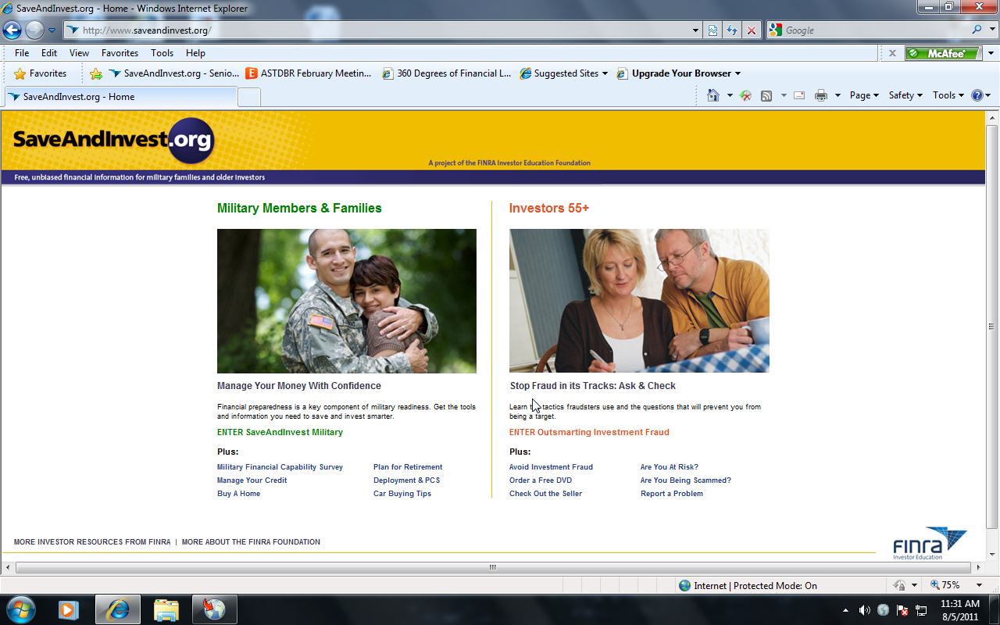 SaveAndInvest.org - Home - Windows Internet Explorer
http://www.saveandinvest.org/
Google
File Edit View Favorites Tools Help
McAfee
Favorites SaveAndInvest.org - Senio... ASTDBR February Meetin... 360 Degrees of Financial L... Suggested Sites Upgrade Your Browser
SaveAndInvest.org - Home
Page Safety Tools
SaveAndInvest.org
A project of the FINRA Investor Education Foundation
Free, unbiased financial information for military families and older investors
Military Members & Families
Manage Your Money With Confidence
Financial preparedness is a key component of military readiness. Get the tools
and information you need to save and invest smarter.
ENTER SaveAndInvest Military
Plus:
Military Financial Capability Survey Plan for Retirement
Manage Your Credit Deployment & PCS
Buy A Home Car Buying Tips
Investors 55+
Stop Fraud in its Tracks: Ask & Check
Learn tactics fraudsters use and the questions that will prevent you from
being a target.
ENTER Outsmarting Investment Fraud
Plus:
Avoid Investment Fraud Are You At Risk?
Order a Free DVD Are You Being Scammed?
Check Out the Seller Report a Problem
MORE INVESTOR RESOURCES FROM FINRA | MORE ABOUT THE FINRA FOUNDATION
finra
Investor Education
Internet | Protected Mode: On
75%
11:31 AM
8/5/2011